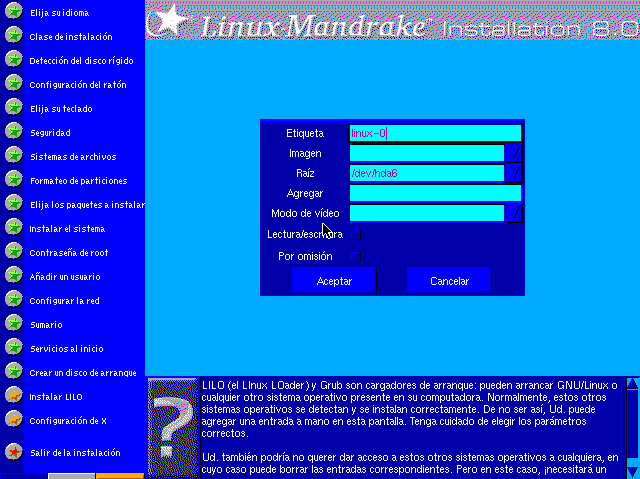 Linux Mandrake™ Installation 8.0
Elija su idioma
Clase de instalación
Detección del disco rígido
Configuración del ratón
Elija su teclado
Seguridad
Sistemas de archivos
Formateo de particiones
Elija los paquetes a instalar
Instalar el sistema
Contraseña de root
Añadir un usuario
Configurar la red
Sumario
Servicios al inicio
Crear un disco de arranque
Instalar LILO
Configuración de X
Salir de la instalación
Etiqueta linux-0
Imagen
Raíz /dev/hda6
Agregar
Modo de vídeo
Lectura/escritura
Por omisión
Aceptar Cancelar
LILO (el LInux LOader) y Grub son cargadores de arranque: pueden arrancar GNU/Linux o
cualquier otro sistema operativo presente en su computadora. Normalmente, estos otros
sistemas operativos se detectan y se instalan correctamente. De no ser así, Ud. puede
agregar una entrada a mano en esta pantalla. Tenga cuidado de elegir los parámetros
correctos.
Ud. también podría no querer dar acceso a estos otros sistemas operativos a cualquiera, en
cuyo caso puede borrar las entradas correspondientes. Pero en este caso, ¡necesitará un